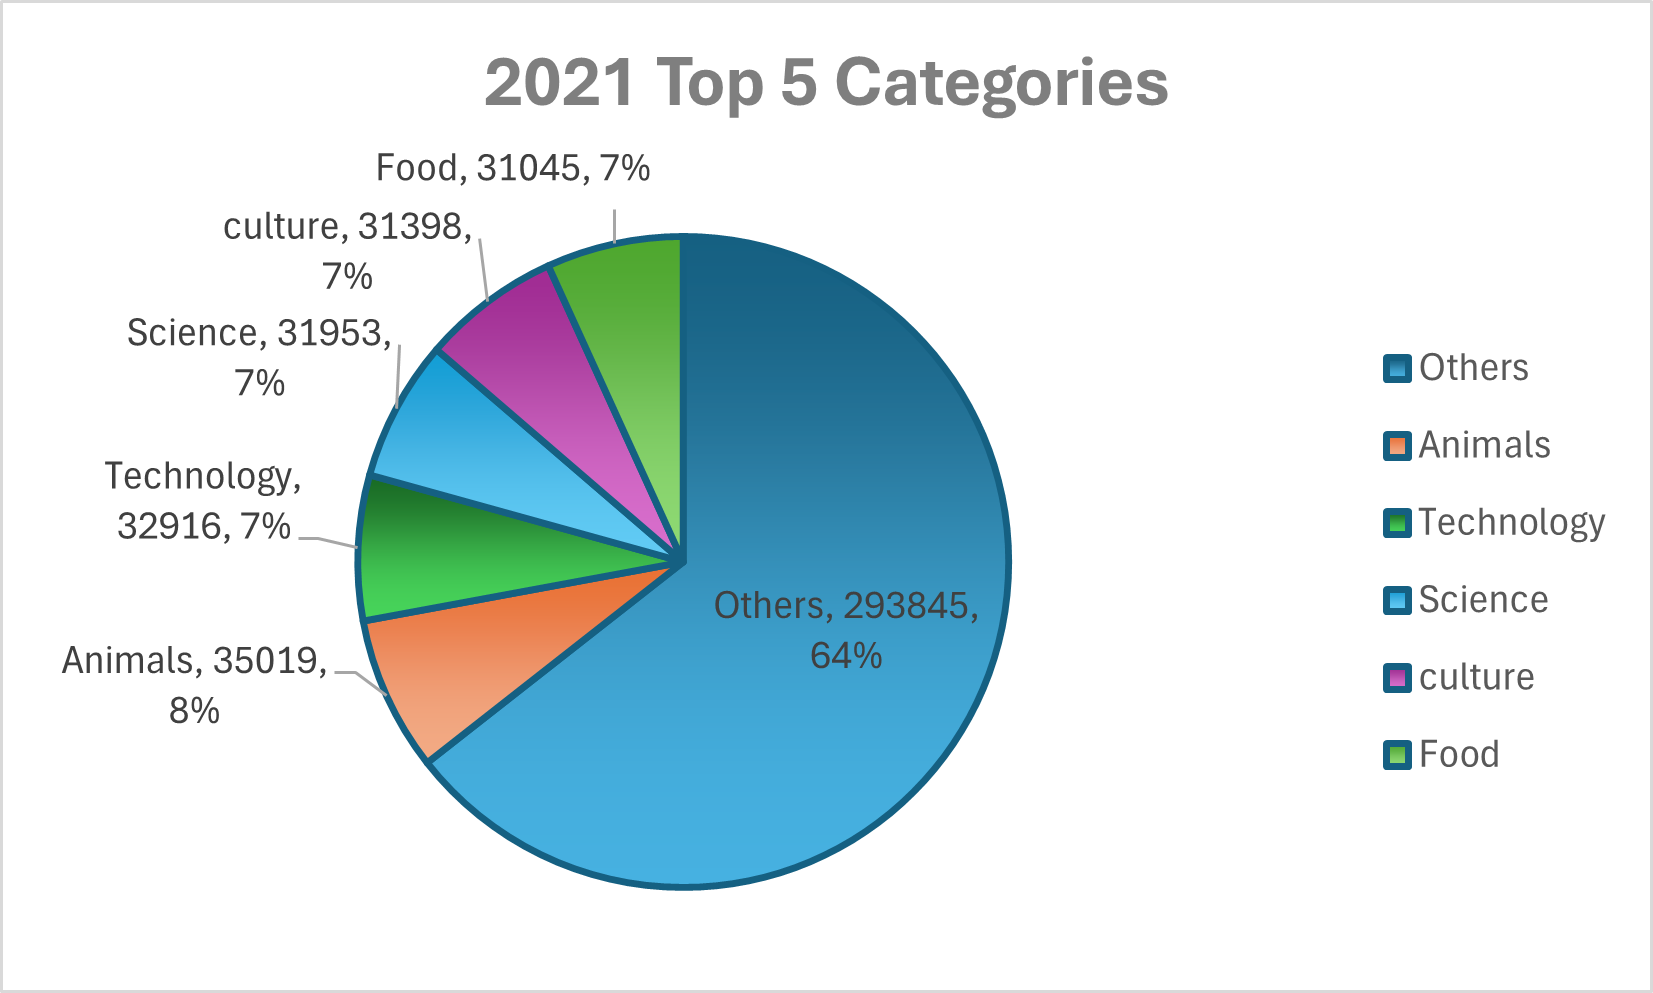 2021 Top 5 Categories
Food, 31045, 7%
culture, 31398,
7%
Science, 31953,
7%
Technology,
32916, 7%
Animals, 35019,
8%
Others, 293845,
64%
Others
Animals
Technology
Science
culture
Food